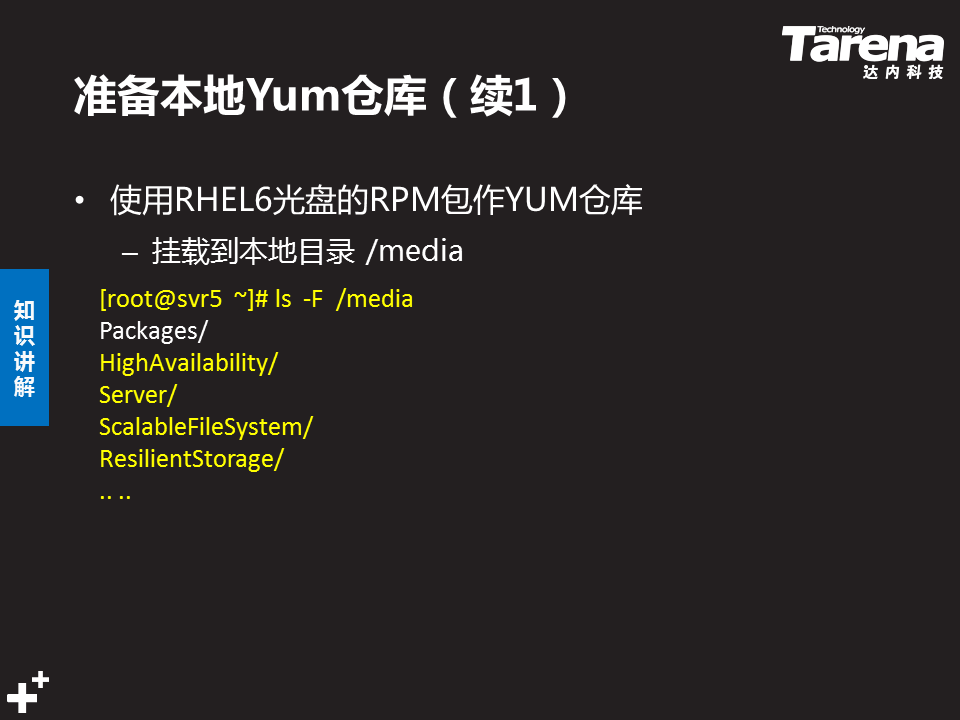 Technology
Tarena
达内科技
准备本地Yum仓库（续1）
• 使用RHEL6光盘的RPM包作YUM仓库
– 挂载到本地目录 /media
[root@svr5 ~]# ls -F /media
Packages/
HighAvailability/
Server/
ScalableFileSystem/
ResilientStorage/
.. ..
知识讲解